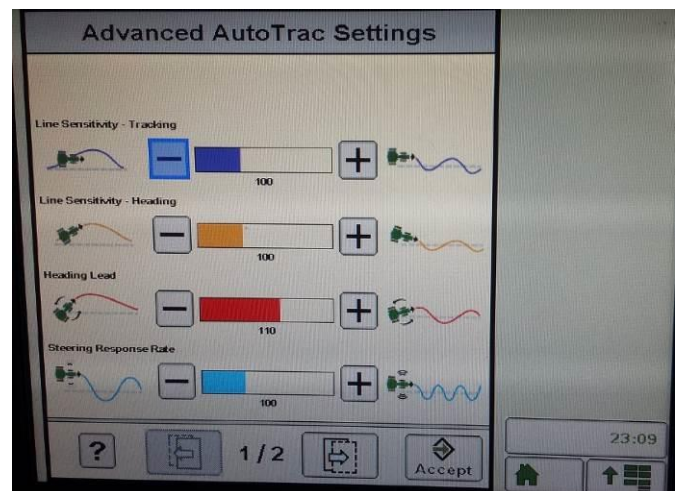 Advanced AutoTrac Settings
Line Sensitivity - Tracking
100
Line Sensitivity - Heading
100
Heading Lead
110
Steering Response Rate
100
?
1 / 2
Accept
23:09